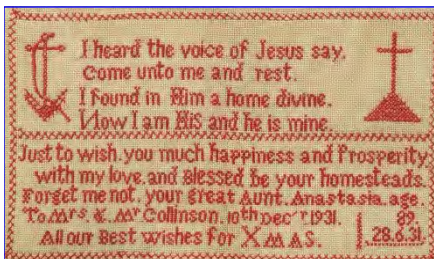 I heard the voice of Jesus say,
Come unto me and rest.
I found in Him a home divine.
Now I am His and he is mine.
Just to wish you much happiness and Prosperity
with my love, and Blessed be your homesteads.
Forget me not, your great Aunt. Anastasia, age.
To Mrs. & Mr Collinson. 10th Decr 1931. 89.
All our Best wishes for XMAS. 28.6.31.